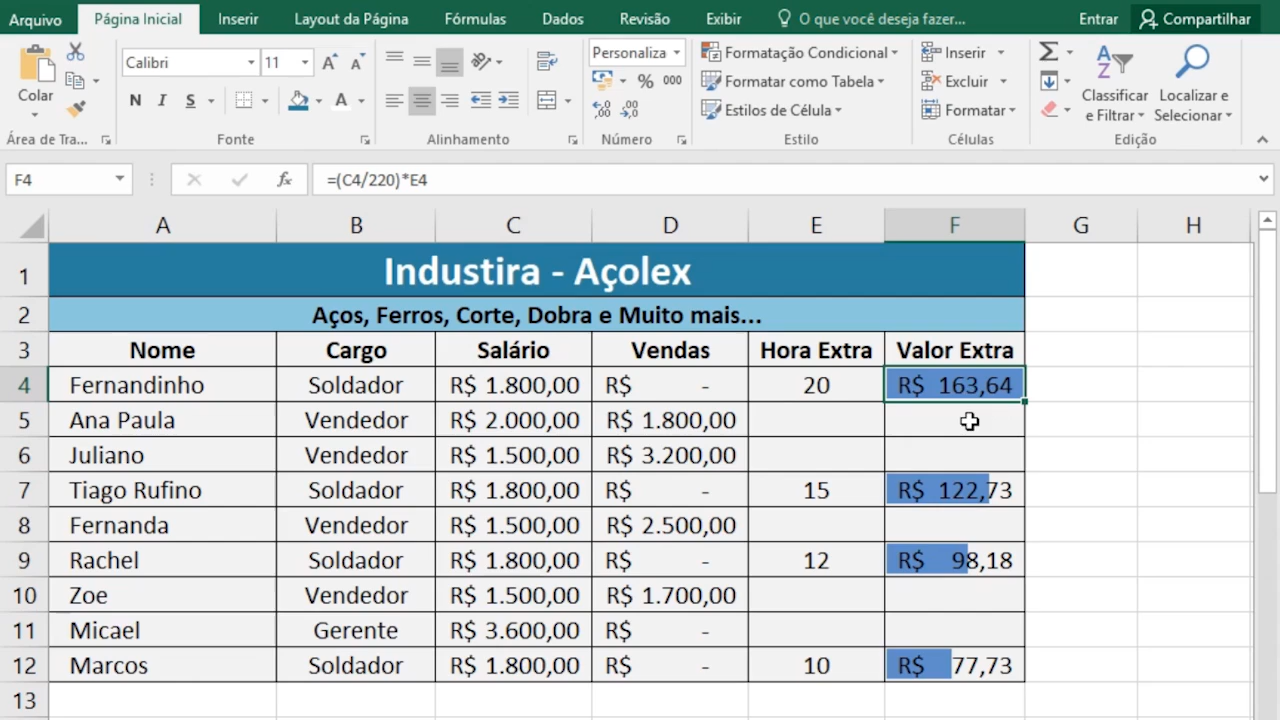 Arquivo Página Inicial Inserir Layout da Página Fórmulas Dados Revisão Exibir O que você deseja fazer... Entrar Compartilhar
Colar
Área de Tra...
Calibri 11
N I S A A A
Fonte
Alinhamento
Personaliza
% 000
Número
Formatação Condicional
Formatar como Tabela
Estilos de Célula
Estilo
Inserir
Excluir
Formatar
Células
Σ
Classificar e Filtrar
Localizar e Selecionar
Edição
F4 fx =(C4/220)*E4
A B C D E F G H
1 Industira - Açolex
2 Aços, Ferros, Corte, Dobra e Muito mais...
3 Nome Cargo Salário Vendas Hora Extra Valor Extra
4 Fernandinho Soldador R$ 1.800,00 R$ - 20 R$ 163,64
5 Ana Paula Vendedor R$ 2.000,00 R$ 1.800,00
6 Juliano Vendedor R$ 1.500,00 R$ 3.200,00
7 Tiago Rufino Soldador R$ 1.800,00 R$ - 15 R$ 122,73
8 Fernanda Vendedor R$ 1.500,00 R$ 2.500,00
9 Rachel Soldador R$ 1.800,00 R$ - 12 R$ 98,18
10 Zoe Vendedor R$ 1.500,00 R$ 1.700,00
11 Micael Gerente R$ 3.600,00 R$ -
12 Marcos Soldador R$ 1.800,00 R$ - 10 R$ 77,73
13